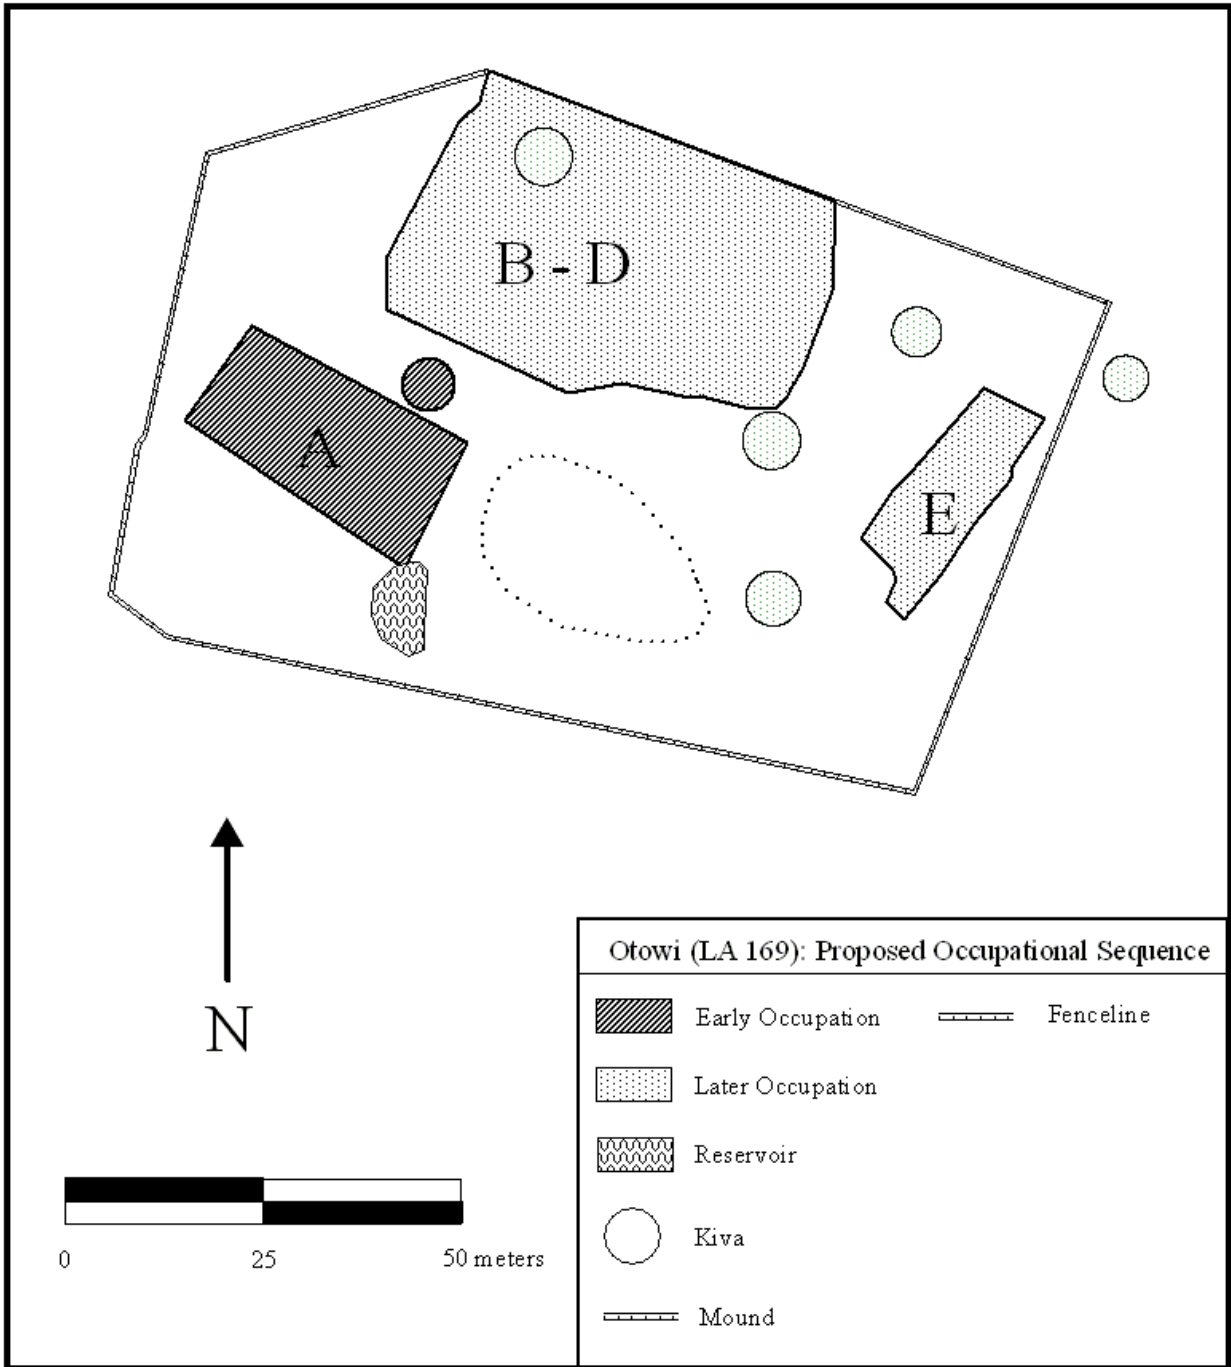 B - D
A
E
N
0 25 50 meters
Otowi (LA 169): Proposed Occupational Sequence
Early Occupation Fenceline
Later Occupation
Reservoir
Kiva
Mound